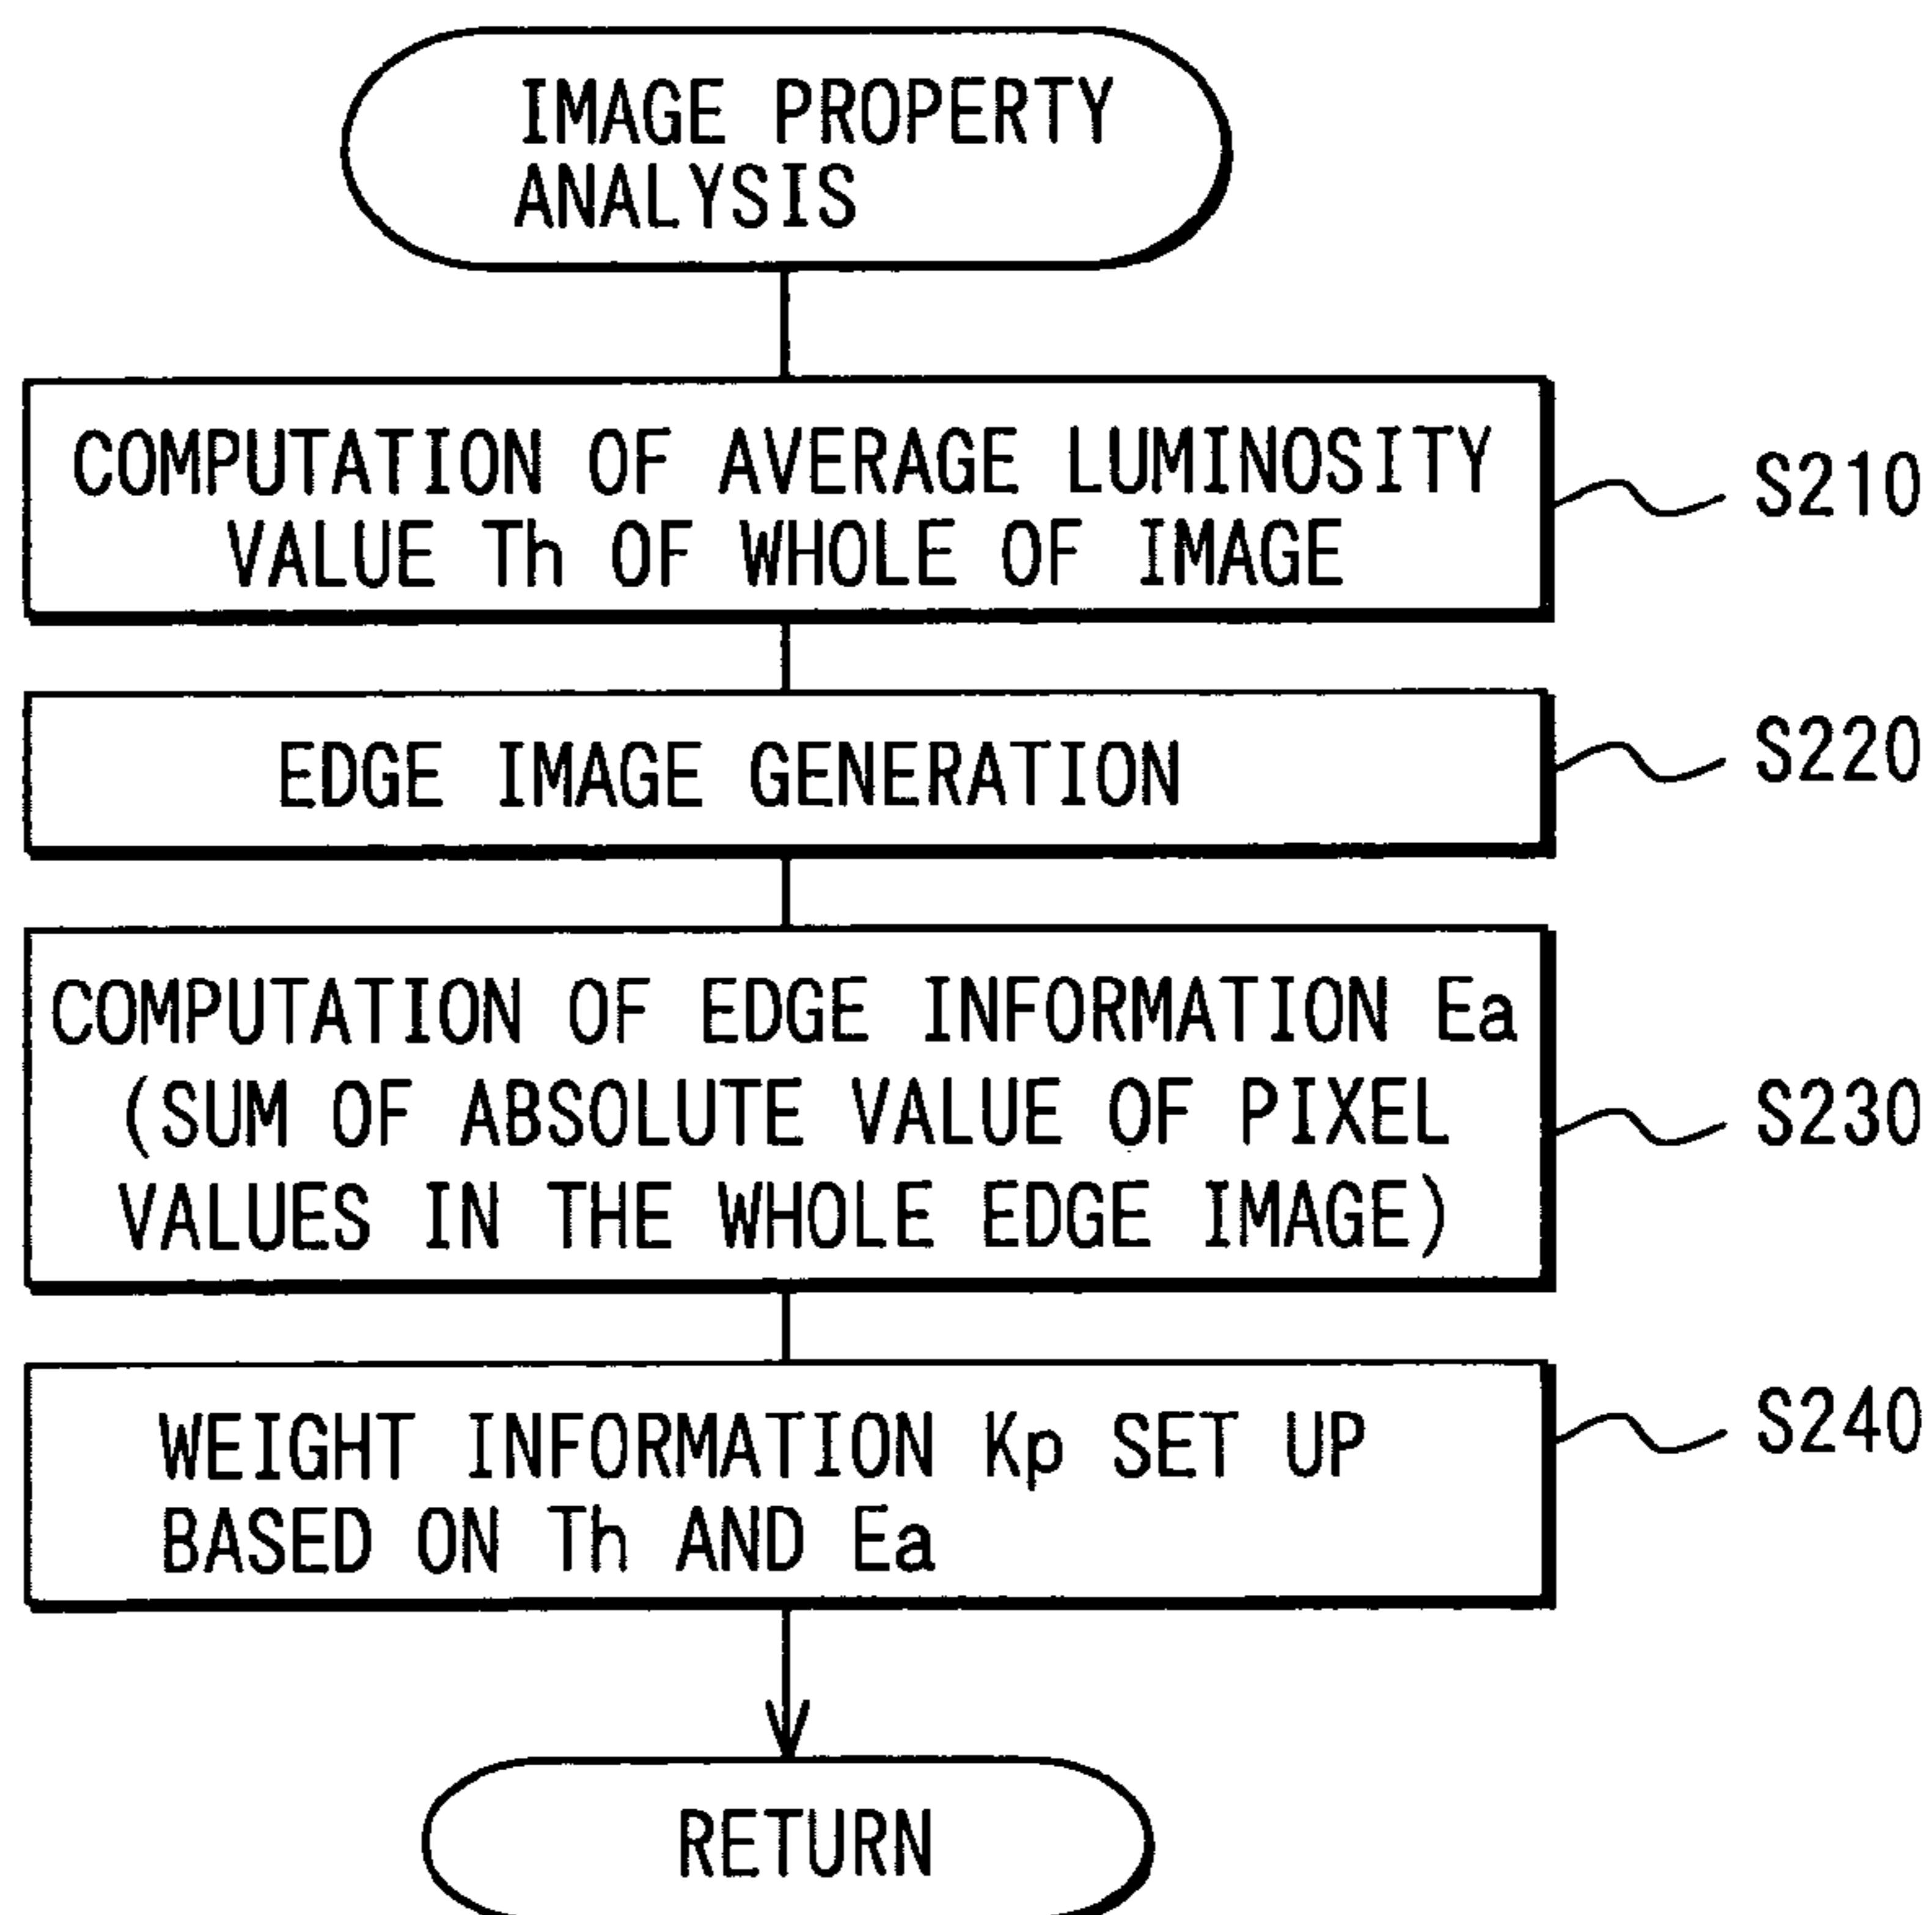 IMAGE PROPERTY
ANALYSIS
COMPUTATION OF AVERAGE LUMINOSITY
VALUE Th OF WHOLE OF IMAGE
S210
EDGE IMAGE GENERATION
S220
COMPUTATION OF EDGE INFORMATION Ea
(SUM OF ABSOLUTE VALUE OF PIXEL
VALUES IN THE WHOLE EDGE IMAGE)
S230
WEIGHT INFORMATION Kp SET UP
BASED ON Th AND Ea
S240
RETURN